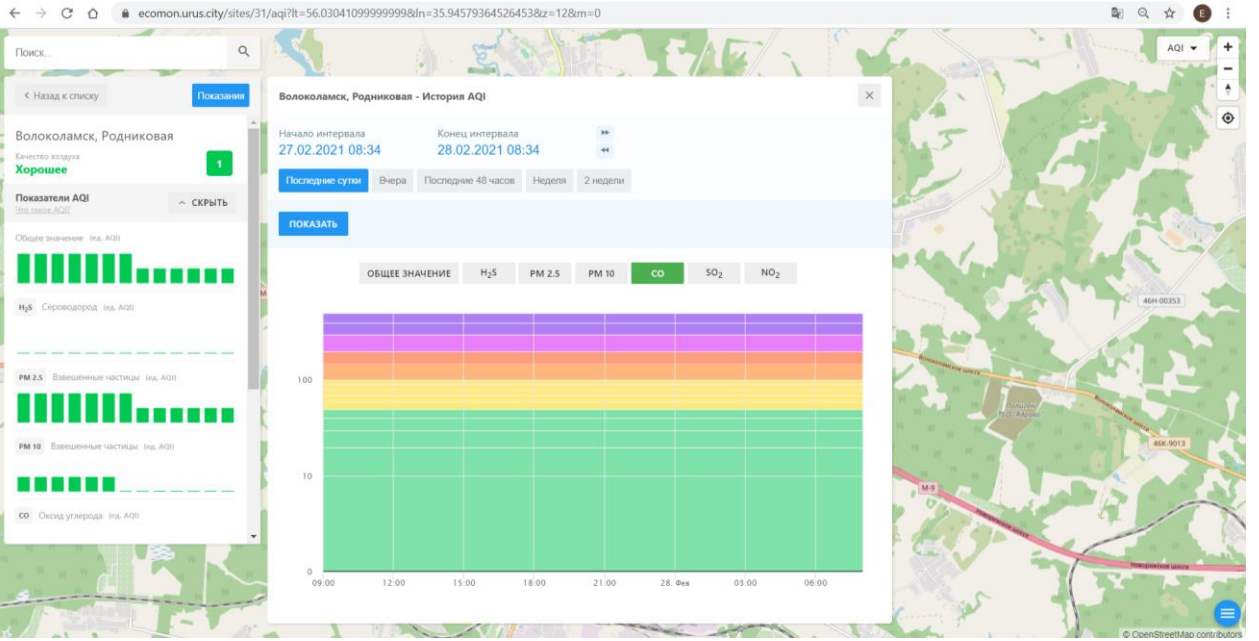 ecomon.urus.city/sites/31/aqi?lt=56.03041099999999&ln=35.94579364526453&z=12&m=0
E
Поиск...
AQI
Назад к списку
Показания
Волоколамск, Родниковая
Качество воздуха
Хорошее
1
Показатели AQI
Что такое AQI?
СКРЫТЬ
Общее значение (ед. AQI)
H₂S Сероводород (ед. AQI)
PM 2.5 Взвешенные частицы (ед. AQI)
PM 10 Взвешенные частицы (ед. AQI)
CO Оксид углерода (ед. AQI)
Волоколамск, Родниковая - История AQI
Начало интервала
27.02.2021 08:34
Конец интервала
28.02.2021 08:34
Последние сутки
Вчера
Последние 48 часов
Неделя
2 недели
ПОКАЗАТЬ
ОБЩЕЕ ЗНАЧЕНИЕ
H₂S
PM 2.5
PM 10
CO
SO₂
NO₂
100
10
0
09:00
12:00
15:00
18:00
21:00
28. Фев
03:00
06:00
46Н-00353
Волоколамское шоссе
Волоколамское шоссе
46К-9013
М-9
Новорижское шоссе
Новорижское шоссе
© OpenStreetMap contributors